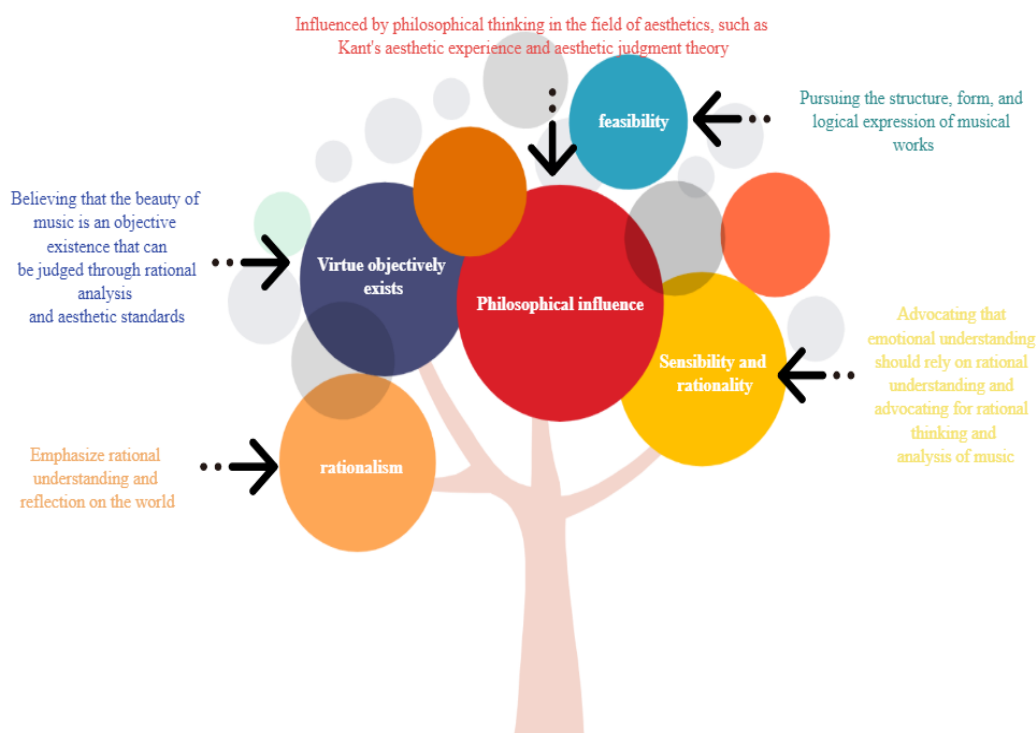 Influenced by philosophical thinking in the field of aesthetics, such as
Kant's aesthetic experience and aesthetic judgment theory
feasibility
Pursuing the structure, form, and
logical expression of musical
works
Believing that the beauty of
music is an objective
existence that can
be judged through rational
analysis
and aesthetic standards
Virtue objectively
exists
Philosophical influence
Sensibility and
rationality
Advocating that
emotional understanding
should rely on rational
understanding and
advocating for rational
thinking and
analysis of music
Emphasize rational
understanding and
reflection on the world
rationalism